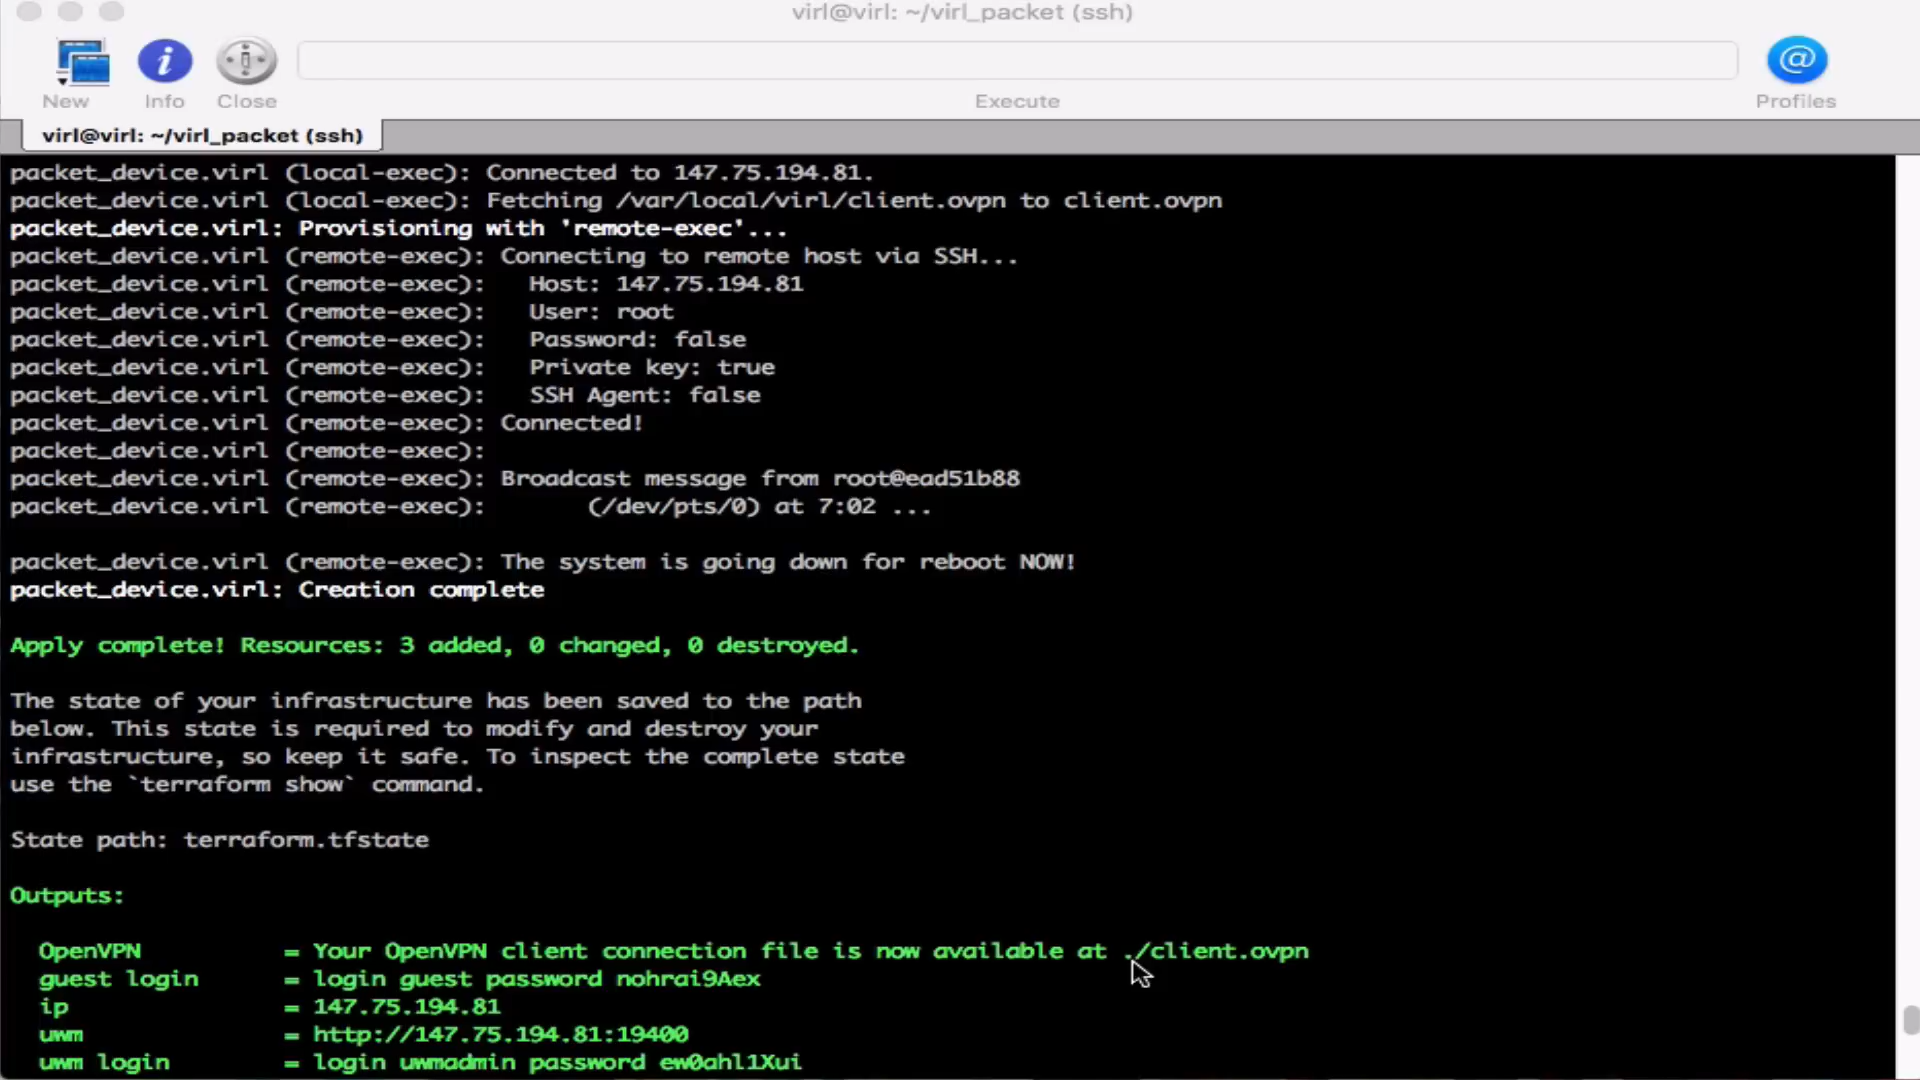 virl@virl: ~/virl_packet (ssh)
New
Info
Close
Execute
Profiles
virl@virl: ~/virl_packet (ssh)
packet_device.virl (local-exec): Connected to 147.75.194.81.
packet_device.virl (local-exec): Fetching /var/local/virl/client.ovpn to client.ovpn
packet_device.virl: Provisioning with 'remote-exec'...
packet_device.virl (remote-exec): Connecting to remote host via SSH...
packet_device.virl (remote-exec):   Host: 147.75.194.81
packet_device.virl (remote-exec):   User: root
packet_device.virl (remote-exec):   Password: false
packet_device.virl (remote-exec):   Private key: true
packet_device.virl (remote-exec):   SSH Agent: false
packet_device.virl (remote-exec): Connected!
packet_device.virl (remote-exec):
packet_device.virl (remote-exec): Broadcast message from root@ead51b88
packet_device.virl (remote-exec):       (/dev/pts/0) at 7:02 ...
packet_device.virl (remote-exec): The system is going down for reboot NOW!
packet_device.virl: Creation complete
Apply complete! Resources: 3 added, 0 changed, 0 destroyed.
The state of your infrastructure has been saved to the path
below. This state is required to modify and destroy your
infrastructure, so keep it safe. To inspect the complete state
use the `terraform show` command.
State path: terraform.tfstate
Outputs:
OpenVPN = Your OpenVPN client connection file is now available at ./client.ovpn
guest login = login guest password nohrai9Aex
ip = 147.75.194.81
uwm = http://147.75.194.81:19400
uwm login = login uwmadmin password ew0ahl1Xui